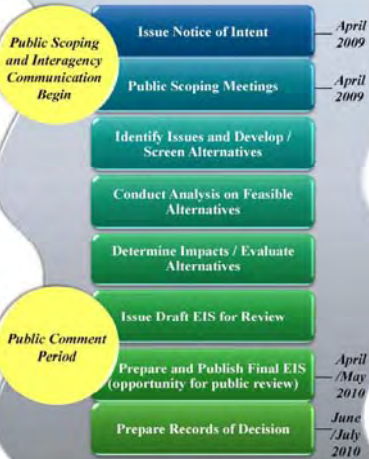 Public Scoping
and Interagency
Communication
Begin
Issue Notice of Intent
April
2009
Public Scoping Meetings
April
2009
Identify Issues and Develop /
Screen Alternatives
Conduct Analysis on Feasible
Alternatives
Determine Impacts / Evaluate
Alternatives
Issue Draft EIS for Review
Public Comment
Period
Prepare and Publish Final EIS
(opportunity for public review)
April
/May
2010
Prepare Records of Decision
June
/July
2010